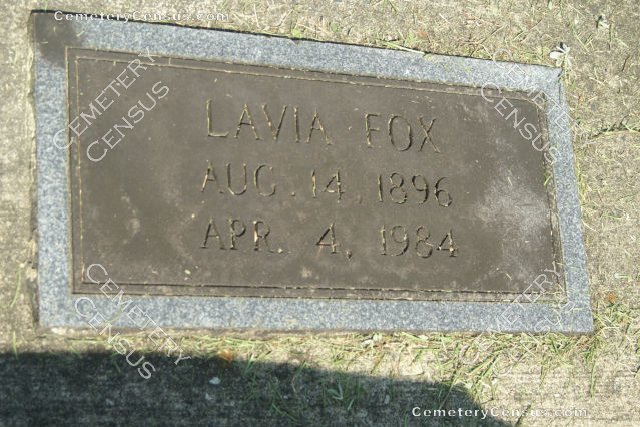 CemeteryCensus.com
CEMETERY
CENSUS
CEMETERY
CENSUS
LAVIA FOX
AUG. 14, 1896
APR. 4, 1984
CEMETERY
CENSUS
CEMETERY
CENSUS
CemeteryCensus.com